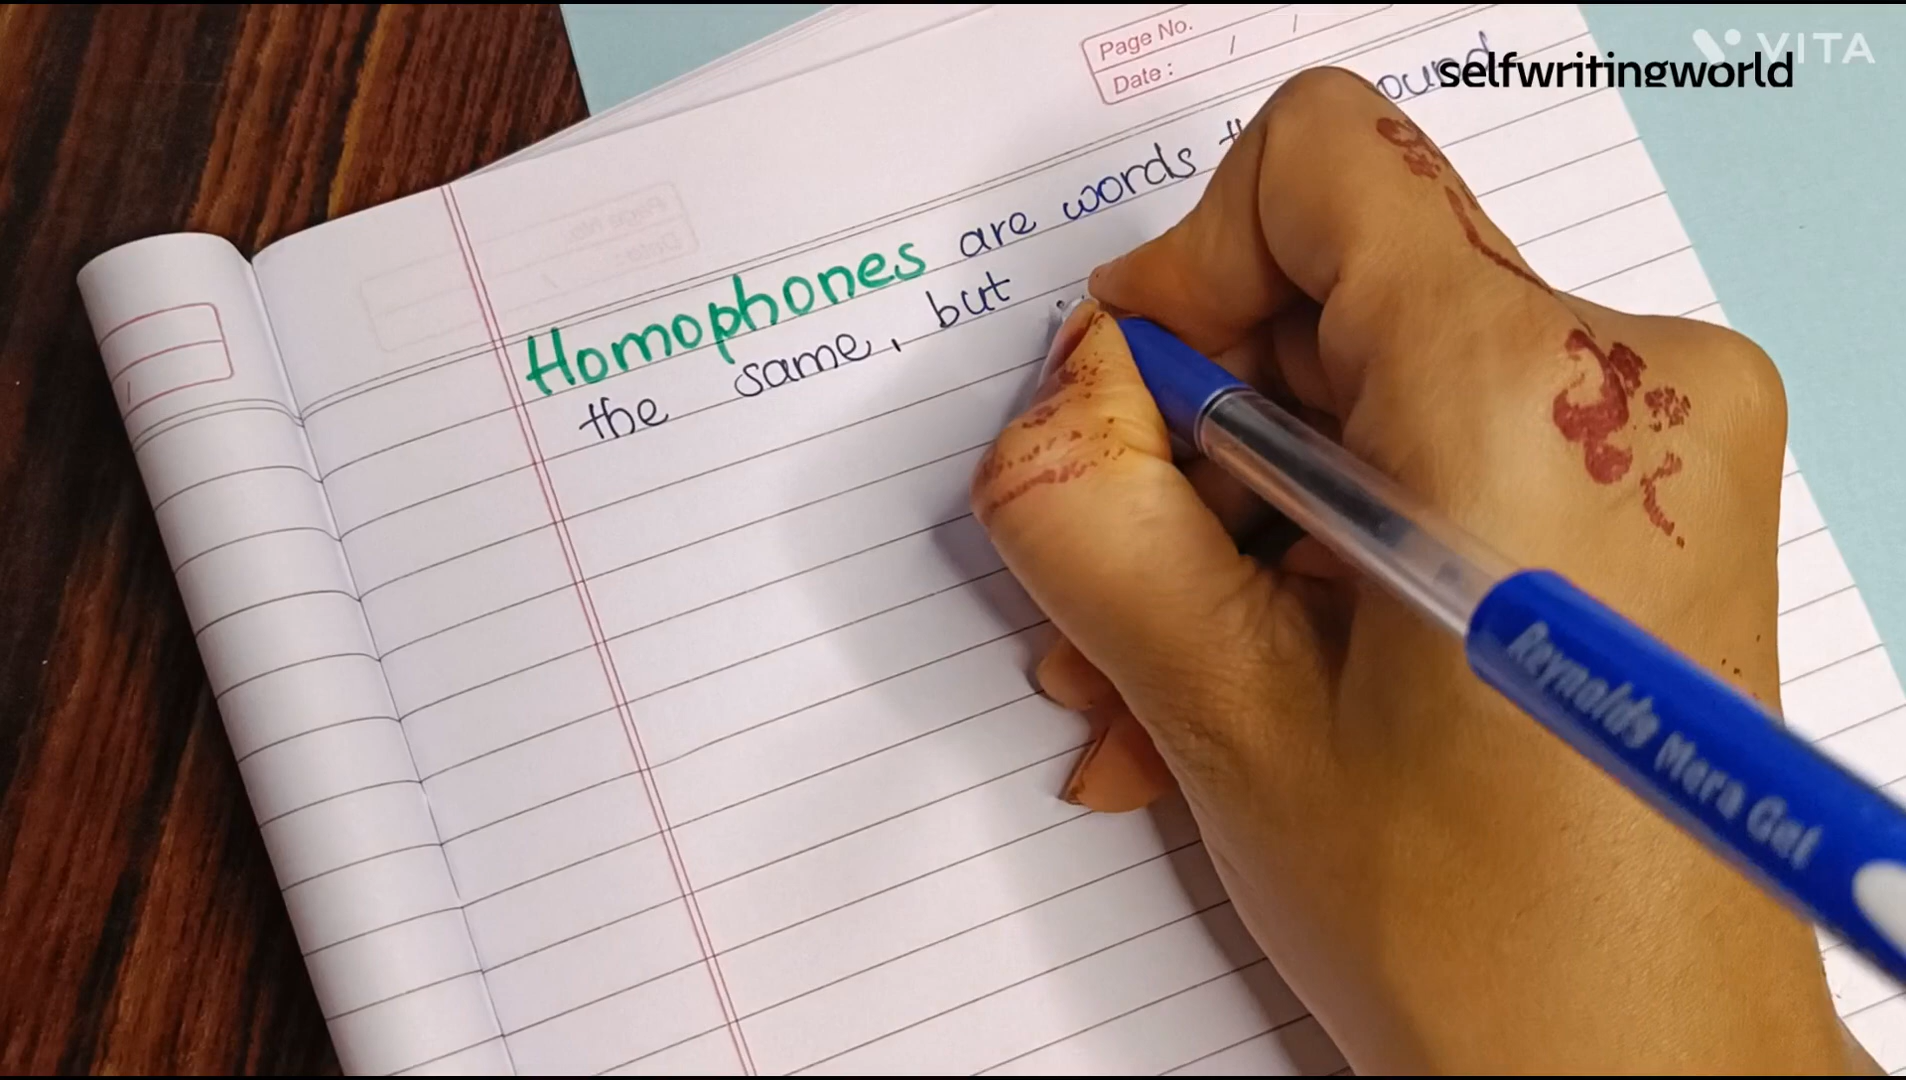 VITA
selfwritingworld
Page No.
Date : / /
Homophones are words
the same, but
Reynolds Mera Gel